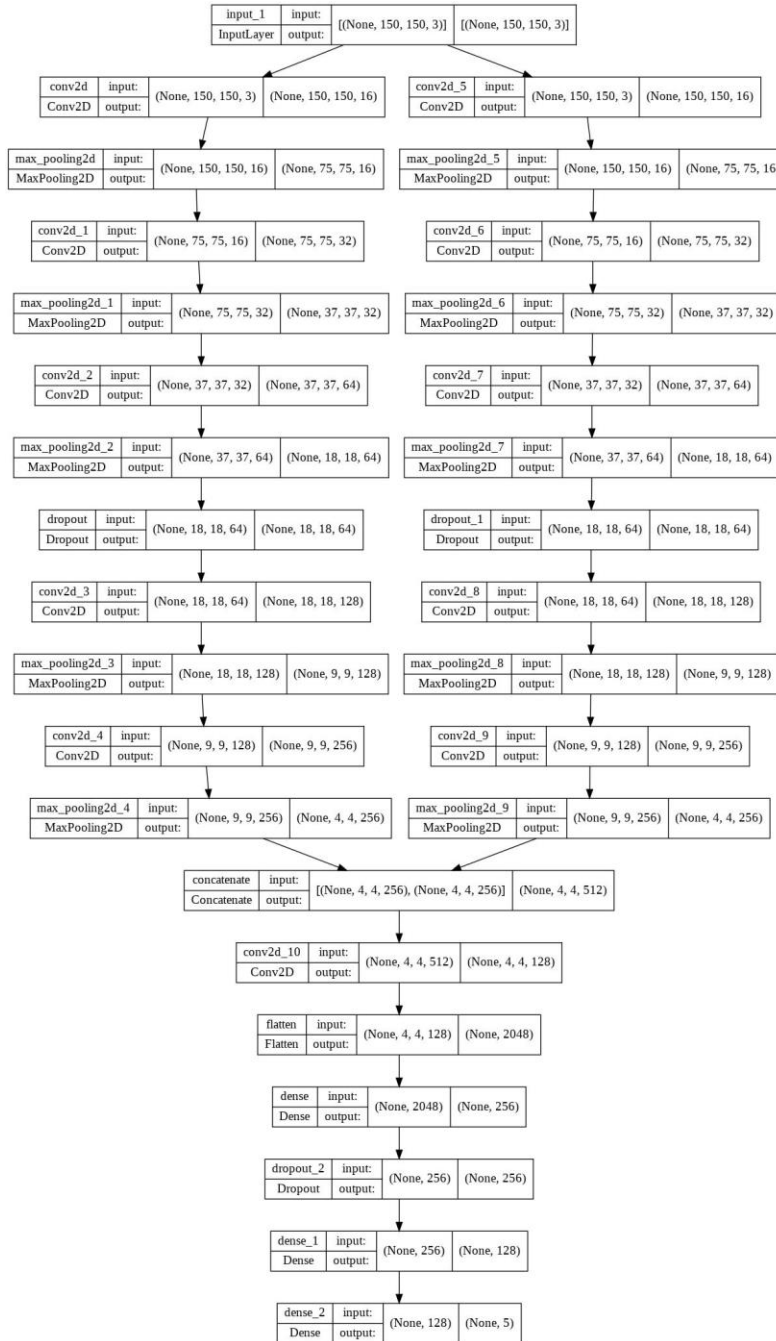 input_1 input: [(None, 150, 150, 3)] [(None, 150, 150, 3)]
InputLayer output:
conv2d input: (None, 150, 150, 3) (None, 150, 150, 16)
Conv2D output:
conv2d_5 input: (None, 150, 150, 3) (None, 150, 150, 16)
Conv2D output:
max_pooling2d input: (None, 150, 150, 16) (None, 75, 75, 16)
MaxPooling2D output:
max_pooling2d_5 input: (None, 150, 150, 16) (None, 75, 75, 16
MaxPooling2D output:
conv2d_1 input: (None, 75, 75, 16) (None, 75, 75, 32)
Conv2D output:
conv2d_6 input: (None, 75, 75, 16) (None, 75, 75, 32)
Conv2D output:
max_pooling2d_1 input: (None, 75, 75, 32) (None, 37, 37, 32)
MaxPooling2D output:
max_pooling2d_6 input: (None, 75, 75, 32) (None, 37, 37, 32)
MaxPooling2D output:
conv2d_2 input: (None, 37, 37, 32) (None, 37, 37, 64)
Conv2D output:
conv2d_7 input: (None, 37, 37, 32) (None, 37, 37, 64)
Conv2D output:
max_pooling2d_2 input: (None, 37, 37, 64) (None, 18, 18, 64)
MaxPooling2D output:
max_pooling2d_7 input: (None, 37, 37, 64) (None, 18, 18, 64)
MaxPooling2D output:
dropout input: (None, 18, 18, 64) (None, 18, 18, 64)
Dropout output:
dropout_1 input: (None, 18, 18, 64) (None, 18, 18, 64)
Dropout output:
conv2d_3 input: (None, 18, 18, 64) (None, 18, 18, 128)
Conv2D output:
conv2d_8 input: (None, 18, 18, 64) (None, 18, 18, 128)
Conv2D output:
max_pooling2d_3 input: (None, 18, 18, 128) (None, 9, 9, 128)
MaxPooling2D output:
max_pooling2d_8 input: (None, 18, 18, 128) (None, 9, 9, 128)
MaxPooling2D output:
conv2d_4 input: (None, 9, 9, 128) (None, 9, 9, 256)
Conv2D output:
conv2d_9 input: (None, 9, 9, 128) (None, 9, 9, 256)
Conv2D output:
max_pooling2d_4 input: (None, 9, 9, 256) (None, 4, 4, 256)
MaxPooling2D output:
max_pooling2d_9 input: (None, 9, 9, 256) (None, 4, 4, 256)
MaxPooling2D output:
concatenate input: [(None, 4, 4, 256), (None, 4, 4, 256)] (None, 4, 4, 512)
Concatenate output:
conv2d_10 input: (None, 4, 4, 512) (None, 4, 4, 128)
Conv2D output:
flatten input: (None, 4, 4, 128) (None, 2048)
Flatten output:
dense input: (None, 2048) (None, 256)
Dense output:
dropout_2 input: (None, 256) (None, 256)
Dropout output:
dense_1 input: (None, 256) (None, 128)
Dense output:
dense_2 input: (None, 128) (None, 5)
Dense output: